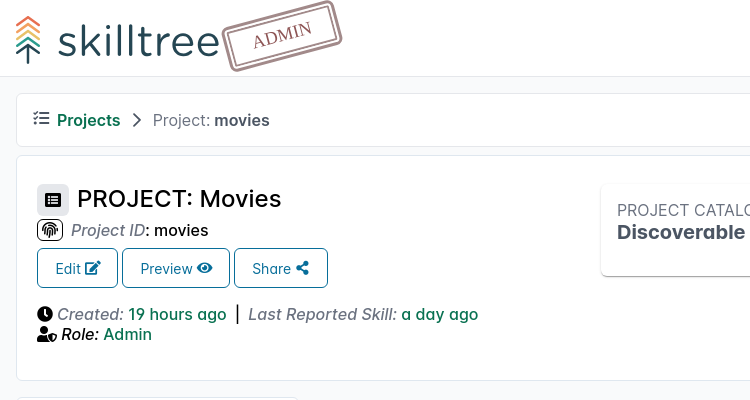 skilltree
ADMIN
Projects > Project: movies
PROJECT: Movies
Project ID: movies
Edit Preview Share
Created: 19 hours ago | Last Reported Skill: a day ago
Role: Admin
PROJECT CATALO
Discoverable